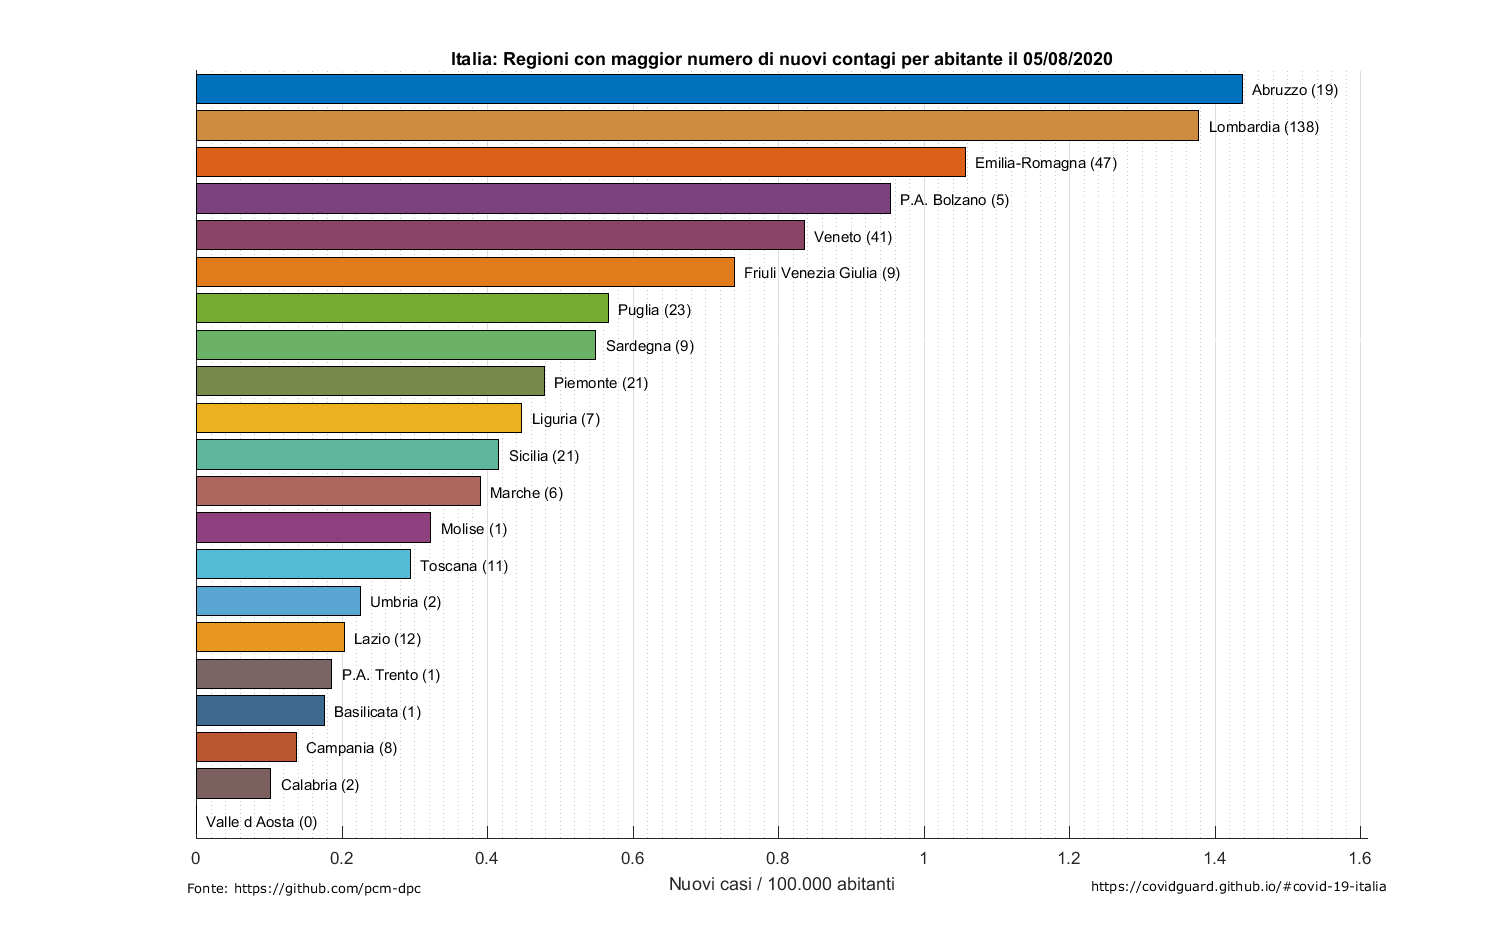 Italia: Regioni con maggior numero di nuovi contagi per abitante il 05/08/2020
Abruzzo (19)
Lombardia (138)
Emilia-Romagna (47)
P.A. Bolzano (5)
Veneto (41)
Friuli Venezia Giulia (9)
Puglia (23)
Sardegna (9)
Piemonte (21)
Liguria (7)
Sicilia (21)
Marche (6)
Molise (1)
Toscana (11)
Umbria (2)
Lazio (12)
P.A. Trento (1)
Basilicata (1)
Campania (8)
Calabria (2)
Valle d Aosta (0)
0 0.2 0.4 0.6 0.8 1 1.2 1.4 1.6
Nuovi casi / 100.000 abitanti
Fonte: https://github.com/pcm-dpc
https://covidguard.github.io/#covid-19-italia